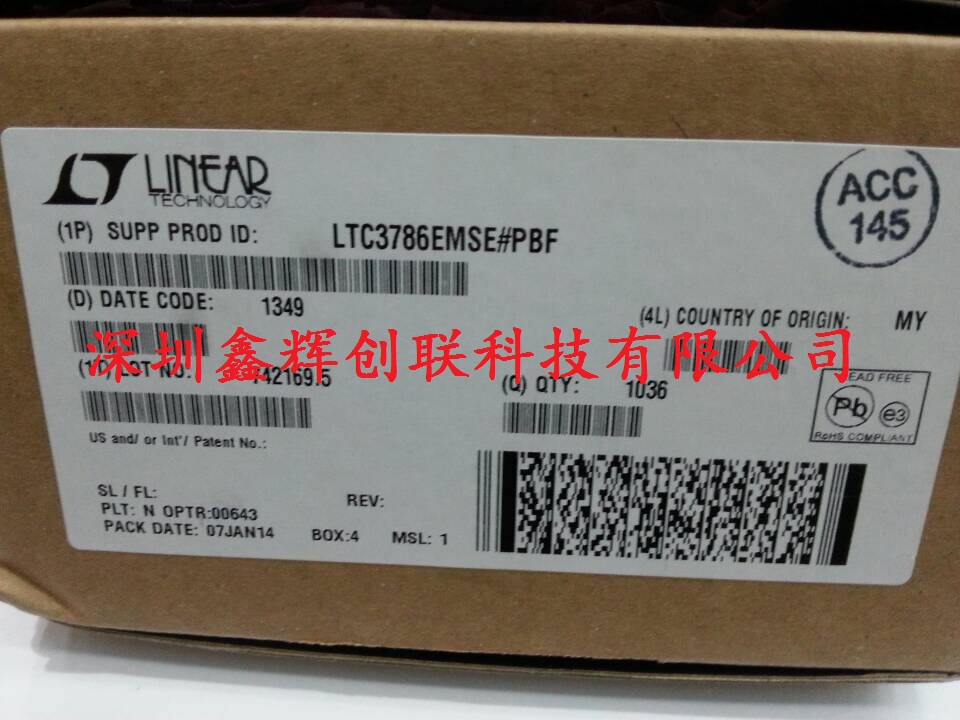 LINEAR
TECHNOLOGY
ACC
145
(1P) SUPP PROD ID: LTC3786EMSE#PBF
(D) DATE CODE: 1349
(4L) COUNTRY OF ORIGIN: MY
深圳鑫辉创联科技有限公司
LOT NO:
(Q) QTY: 1036
LEAD FREE
Pb e3
RoHS COMPLIANT
US and/ or Int'/ Patent No.:
SL / FL:
REV:
PLT: N OPTR:00643
PACK DATE: 07JAN14 BOX:4 MSL: 1